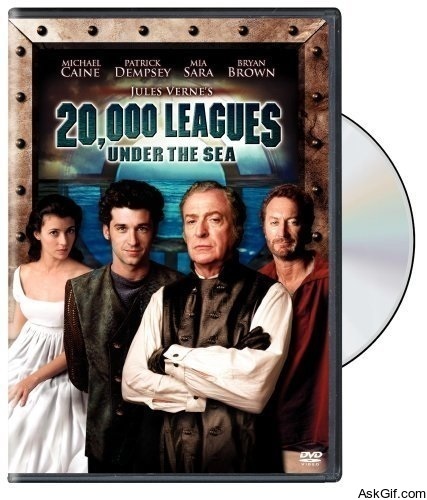 MICHAEL CAINE PATRICK DEMPSEY MIA SARA BRYAN BROWN
JULES VERNE'S
20,000 LEAGUES
UNDER THE SEA
DVD
VIDEO
AskGif.com